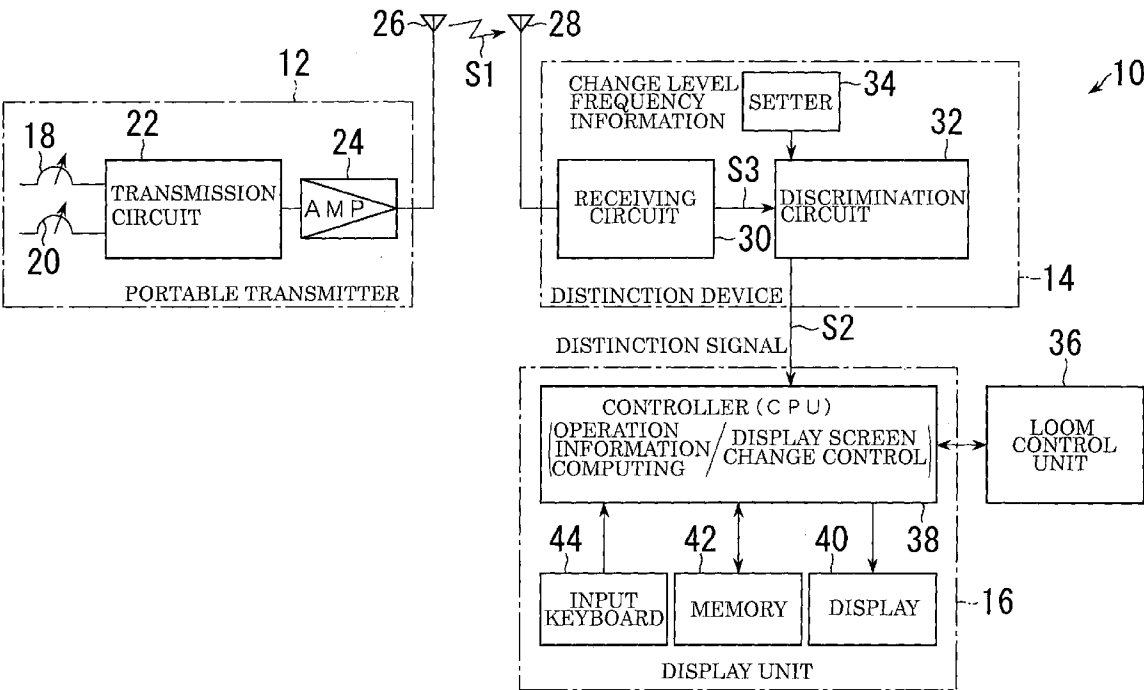 26
28
S1
12
10
CHANGE LEVEL
FREQUENCY
INFORMATION
SETTER
34
18
22
24
32
TRANSMISSION
CIRCUIT
AMP
RECEIVING
CIRCUIT
S3
DISCRIMINATION
CIRCUIT
20
30
14
PORTABLE TRANSMITTER
DISTINCTION DEVICE
S2
DISTINCTION SIGNAL
36
CONTROLLER (CPU)
(OPERATION
INFORMATION
COMPUTING
/ DISPLAY SCREEN
CHANGE CONTROL)
LOOM
CONTROL
UNIT
44
42
40
38
INPUT
KEYBOARD
MEMORY
DISPLAY
16
DISPLAY UNIT